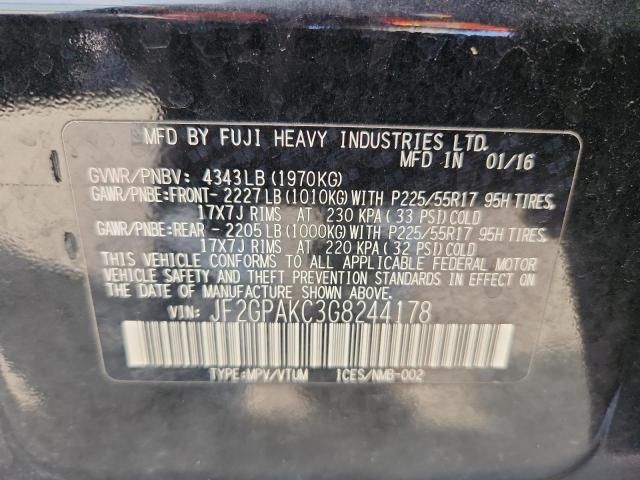 MFD BY FUJI HEAVY INDUSTRIES LTD.
MFD IN 01/16
GVWR/PNBV: 4343LB (1970KG)
GAWR/PNBE:FRONT- 2227LB (1010KG)WITH P225/55R17 95H TIRES,
17X7J RIMS AT 230 KPA (33 PSI)COLD
GAWR/PNBE:REAR - 2205LB (1000KG)WITH P225/55R17 95H TIRES,
17X7J RIMS AT 220 KPA (32 PSI)COLD
THIS VEHICLE CONFORMS TO ALL APPLICABLE FEDERAL MOTOR
VEHICLE SAFETY AND THEFT PREVENTION STANDARDS IN EFFECT ON
THE DATE OF MANUFACTURE SHOWN ABOVE.
VIN: JF2GPAKC3G8244178
TYPE:MPV/VTUM ICES/NMB-002